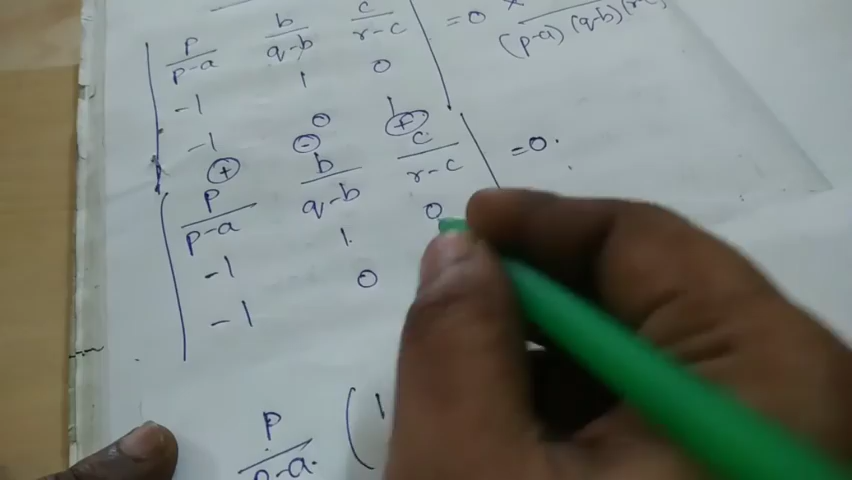 p/(p-a) b/(q-b) c/(r-c) = 0
(p-a)(q-b)
-1 1 0
-1 0 1
+ - +
p/(p-a) b/(q-b) c/(r-c) = 0.
-1 1. 0
-1 0
p/(p-a. ( 1